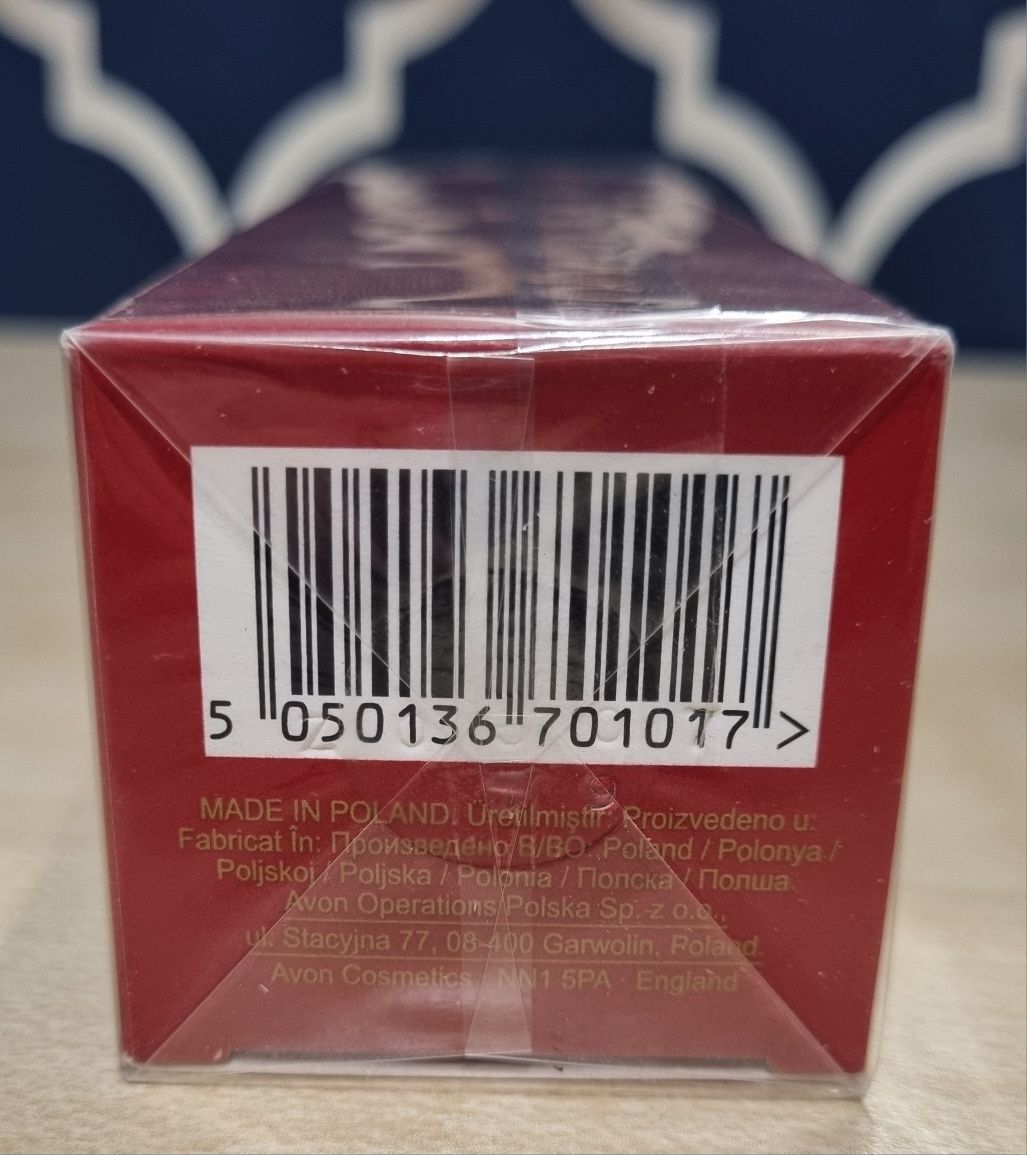 5 050136 701017 >
MADE IN POLAND. Üretilmiştir: Proizvedeno u:
Fabricat În: Произведено В/ВО: Poland / Polonya /
Poljskoj / Poljska / Polonia / Полска / Полша
Avon Operations Polska Sp. z o.o.,
ul. Stacyjna 77, 08-400 Garwolin, Poland.
Avon Cosmetics NN1 5PA England